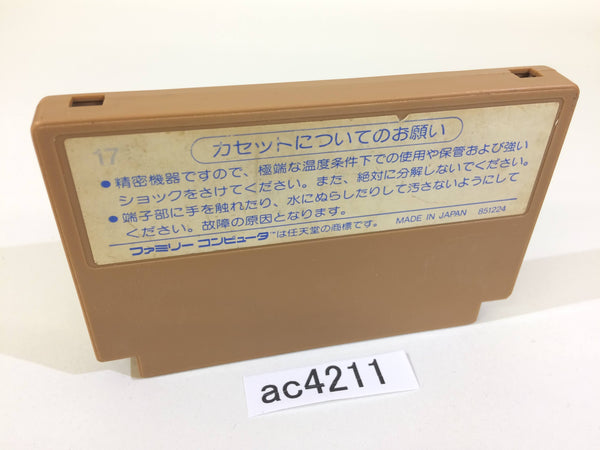 17
カセットについてのお願い
●精密機器ですので、極端な温度条件下での使用や保管および強い
ショックをさけてください。また、絶対に分解しないでください。
●端子部に手を触れたり、水にぬらしたりして汚さないようにして
ください。故障の原因となります。
ファミリー コンピュータ™は任天堂の商標です。 MADE IN JAPAN 851224
ac4211